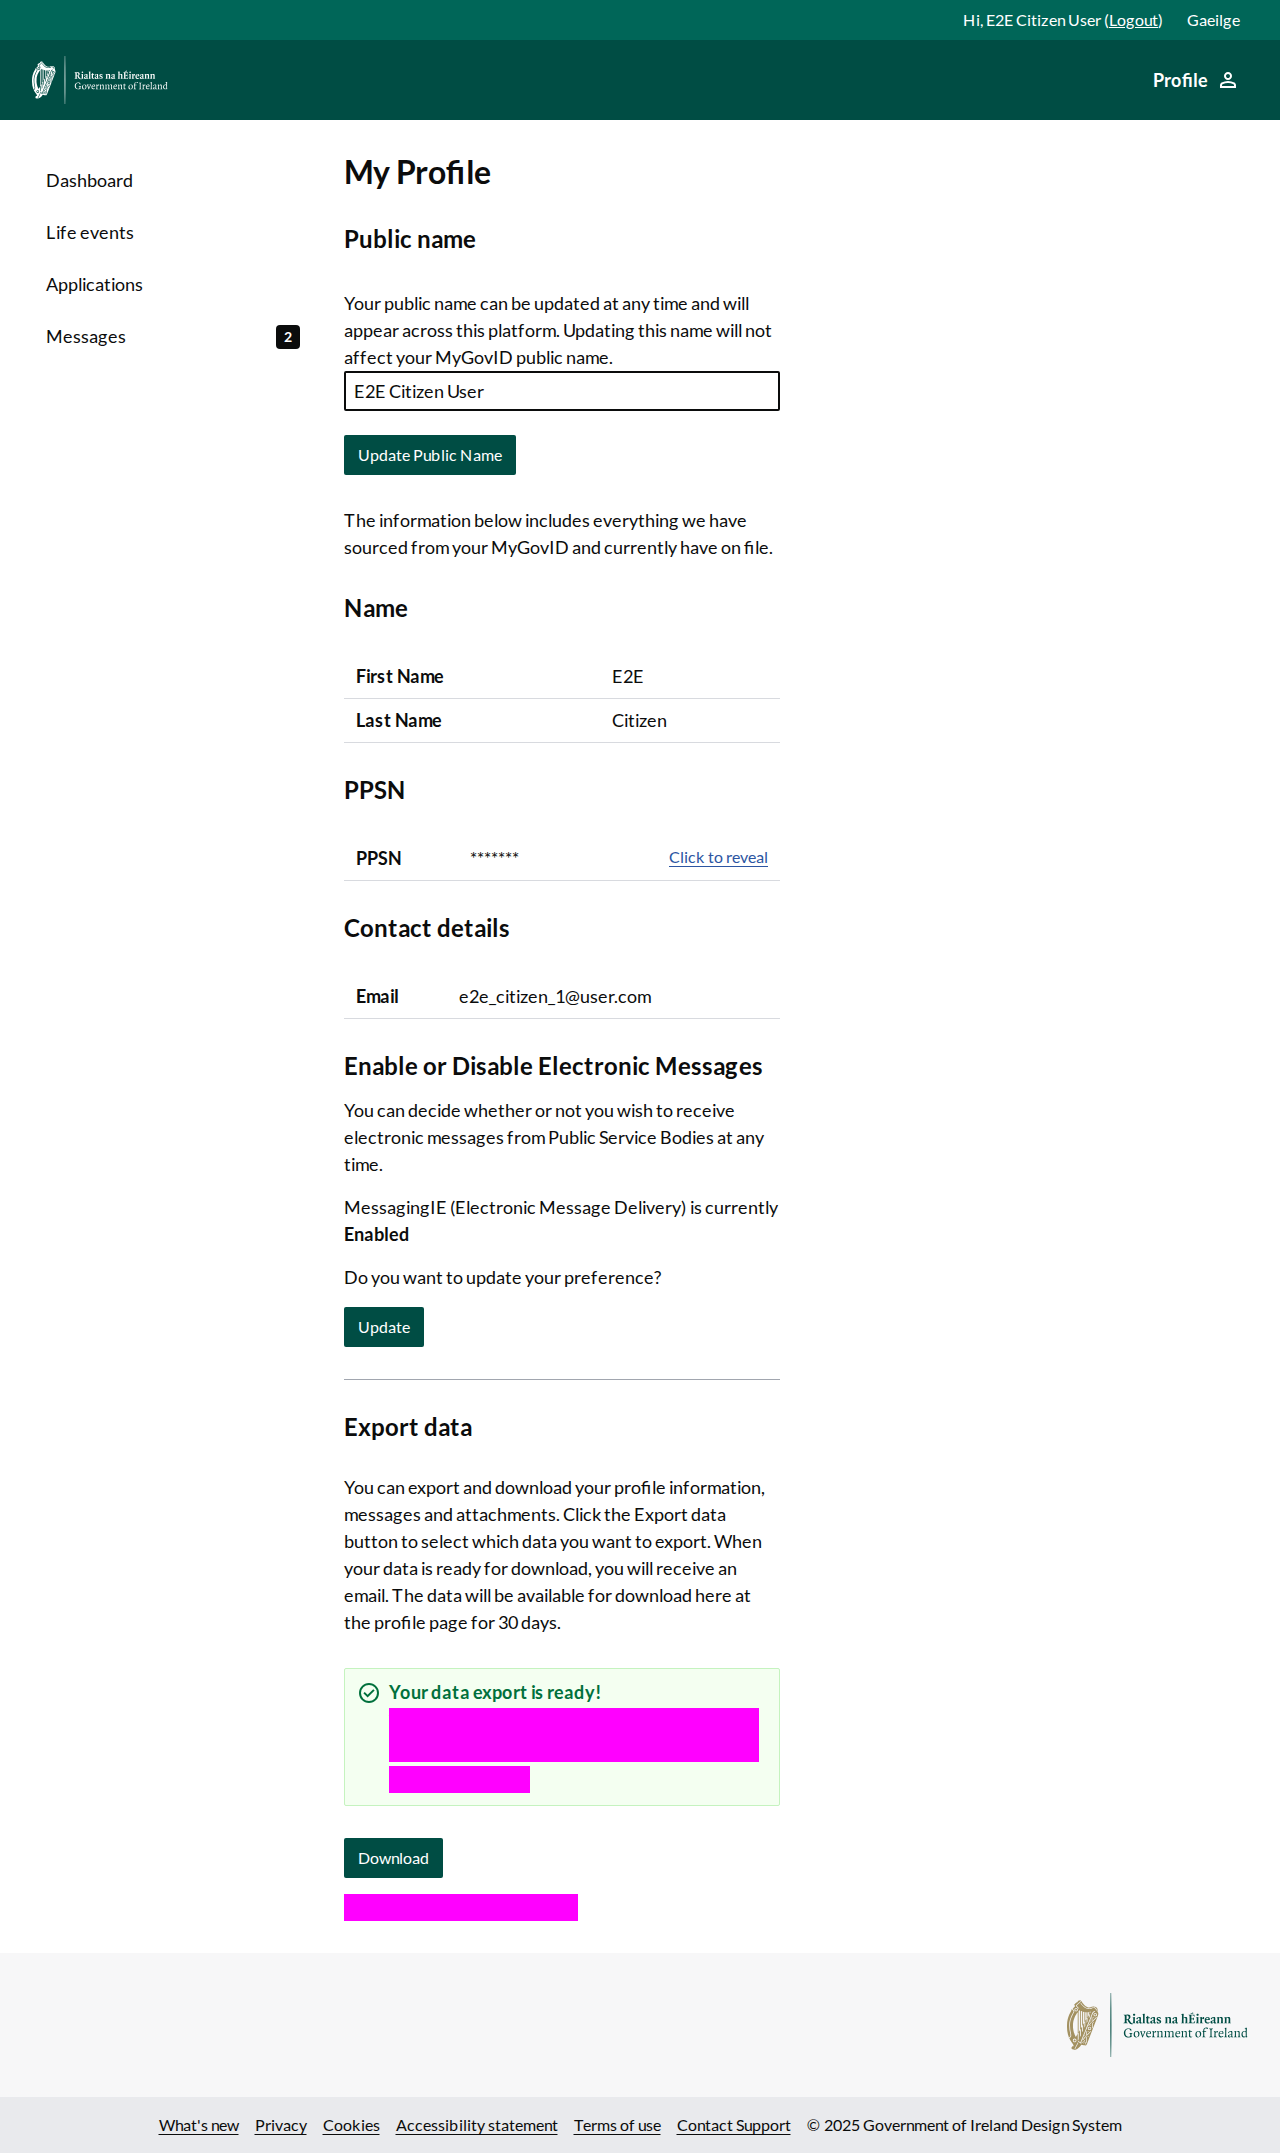 Hi, E2E Citizen User (Logout) Gaeilge
Rialtas na hÉireann
Government of Ireland
Profile
Dashboard
Life events
Applications
Messages 2
My Profile
Public name
Your public name can be updated at any time and will
appear across this platform. Updating this name will not
affect your MyGovID public name.
E2E Citizen User
Update Public Name
The information below includes everything we have
sourced from your MyGovID and currently have on file.
Name
First Name E2E
Last Name Citizen
PPSN
PPSN ******* Click to reveal
Contact details
Email e2e_citizen_1@user.com
Enable or Disable Electronic Messages
You can decide whether or not you wish to receive
electronic messages from Public Service Bodies at any
time.
MessagingIE (Electronic Message Delivery) is currently
Enabled
Do you want to update your preference?
Update
Export data
You can export and download your profile information,
messages and attachments. Click the Export data
button to select which data you want to export. When
your data is ready for download, you will receive an
email. The data will be available for download here at
the profile page for 30 days.
Your data export is ready!
Download
Rialtas na hÉireann
Government of Ireland
What's new Privacy Cookies Accessibility statement Terms of use Contact Support © 2025 Government of Ireland Design System